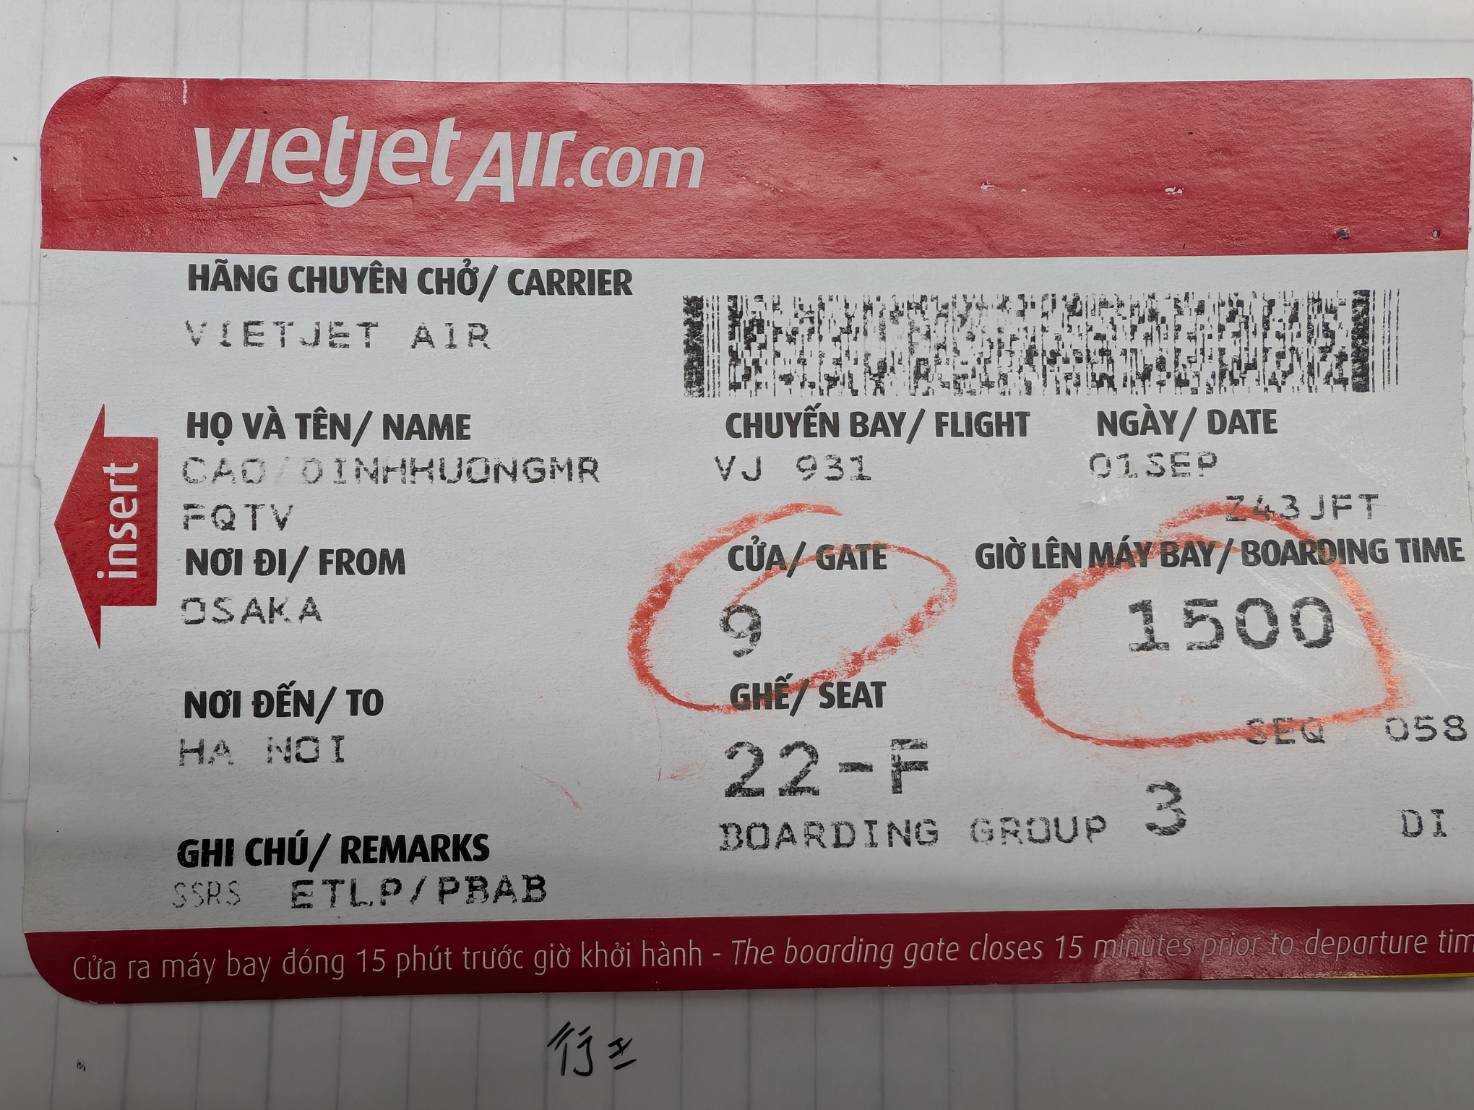 vietjetAir.com
HÃNG CHUYÊN CHỞ/ CARRIER
VIETJET AIR
HỌ VÀ TÊN/ NAME CHUYẾN BAY/ FLIGHT NGÀY/ DATE
CAO/DINHHUONGMR VJ 931 01SEP
FQTV Z43JFT
NƠI ĐI/ FROM CỬA/ GATE GIỜ LÊN MÁY BAY/ BOARDING TIME
OSAKA 9 1500
NƠI ĐẾN/ TO GHẾ/ SEAT SEQ 058
HA NOI 22-F
BOARDING GROUP 3 DI
GHI CHÚ/ REMARKS
SSRS ETLP/PBAB
insert
Cửa ra máy bay đóng 15 phút trước giờ khởi hành - The boarding gate closes 15 minutes prior to departure tim